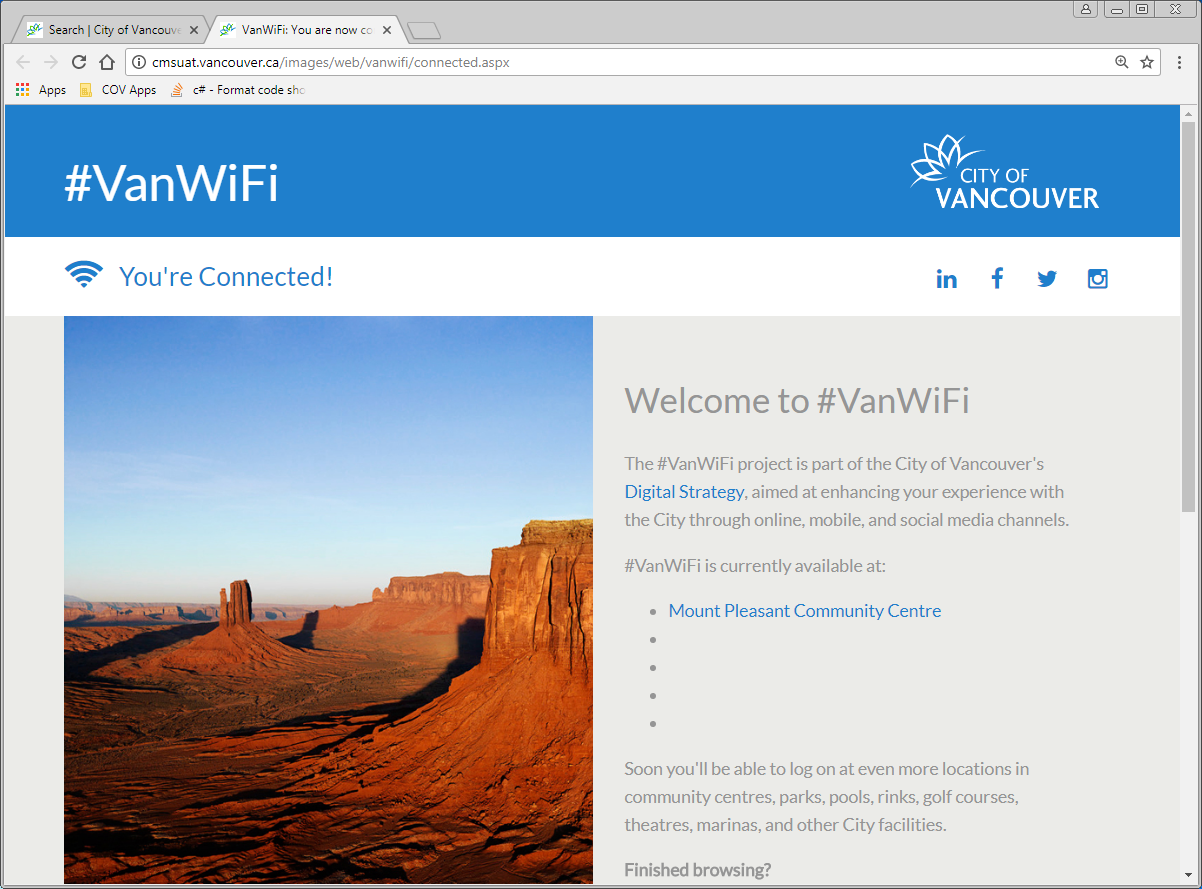 Search | City of Vancouve
VanWiFi: You are now co
cmsuat.vancouver.ca/images/web/vanwifi/connected.aspx
Apps
COV Apps
c# - Format code sho
#VanWiFi
CITY OF
VANCOUVER
You're Connected!
Welcome to #VanWiFi
The #VanWiFi project is part of the City of Vancouver's
Digital Strategy, aimed at enhancing your experience with
the City through online, mobile, and social media channels.
#VanWiFi is currently available at:
Mount Pleasant Community Centre
Soon you'll be able to log on at even more locations in
community centres, parks, pools, rinks, golf courses,
theatres, marinas, and other City facilities.
Finished browsing?